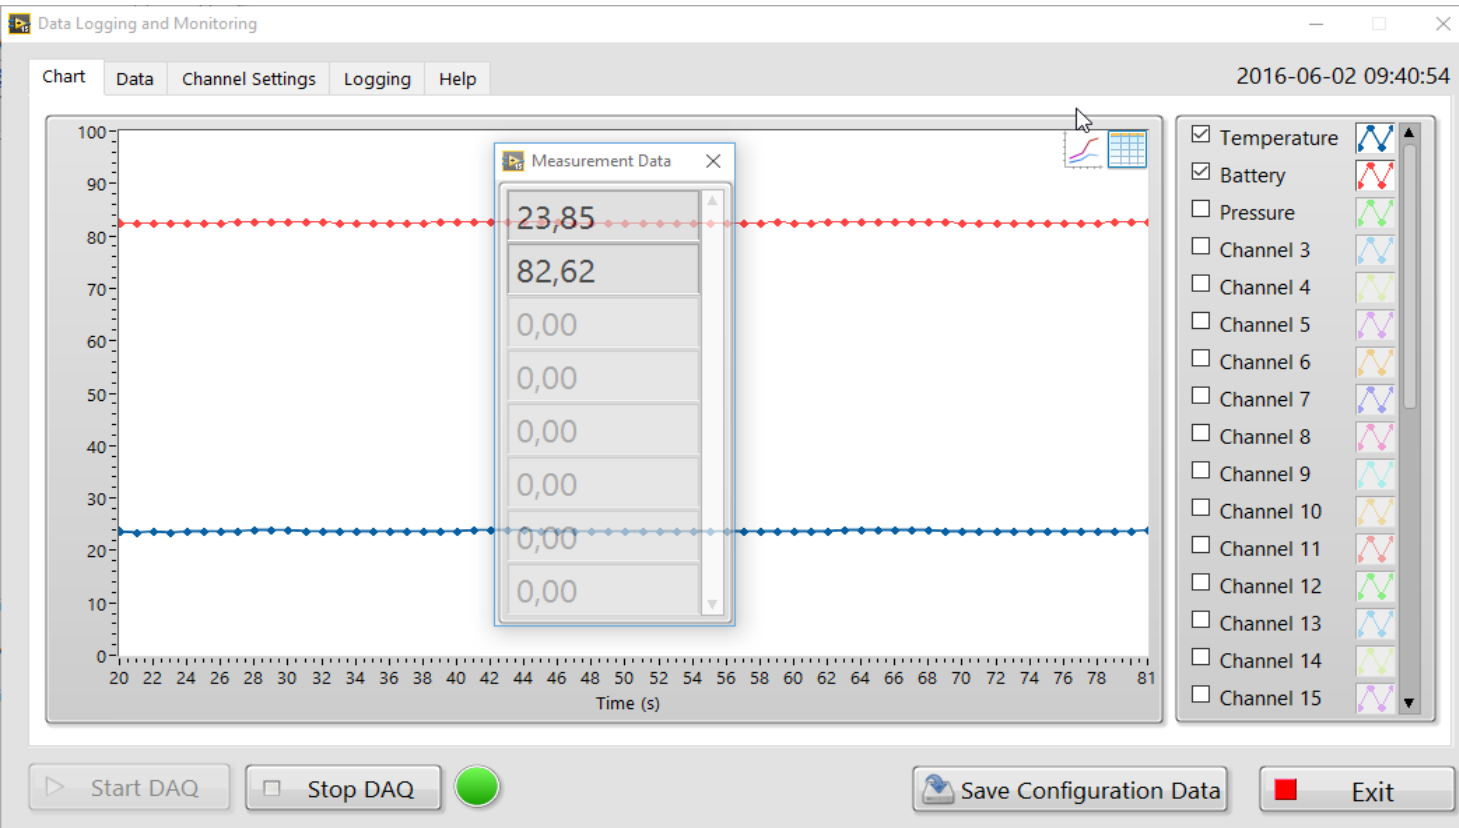 Data Logging and Monitoring
Chart Data Channel Settings Logging Help
2016-06-02 09:40:54
100
90
80
70
60
50
40
30
20
10
0
20 22 24 26 28 30 32 34 36 38 40 42 44 46 48 50 52 54 56 58 60 62 64 66 68 70 72 74 76 78 81
Time (s)
Measurement Data
23,85
82,62
0,00
0,00
0,00
0,00
0,00
0,00
Temperature
Battery
Pressure
Channel 3
Channel 4
Channel 5
Channel 6
Channel 7
Channel 8
Channel 9
Channel 10
Channel 11
Channel 12
Channel 13
Channel 14
Channel 15
Start DAQ
Stop DAQ
Save Configuration Data
Exit